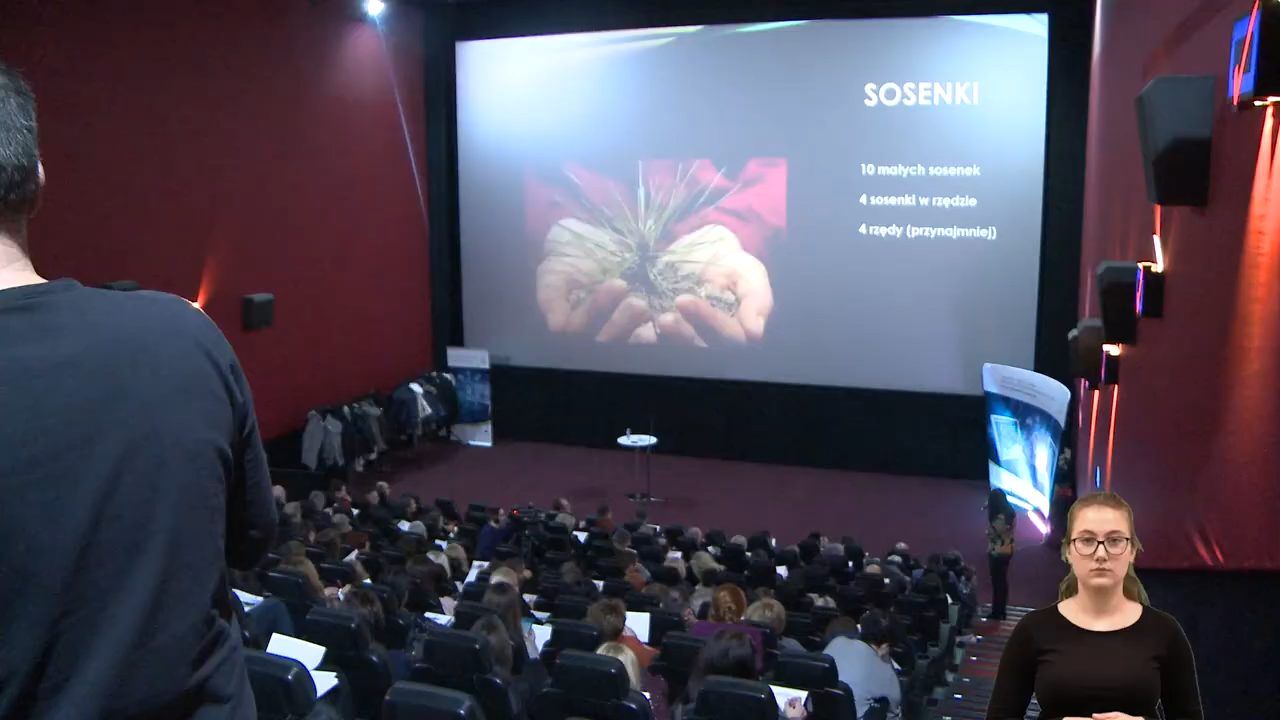 SOSENKI
10 małych sosenek
4 sosenki w rzędzie
4 rzędy (przynajmniej)